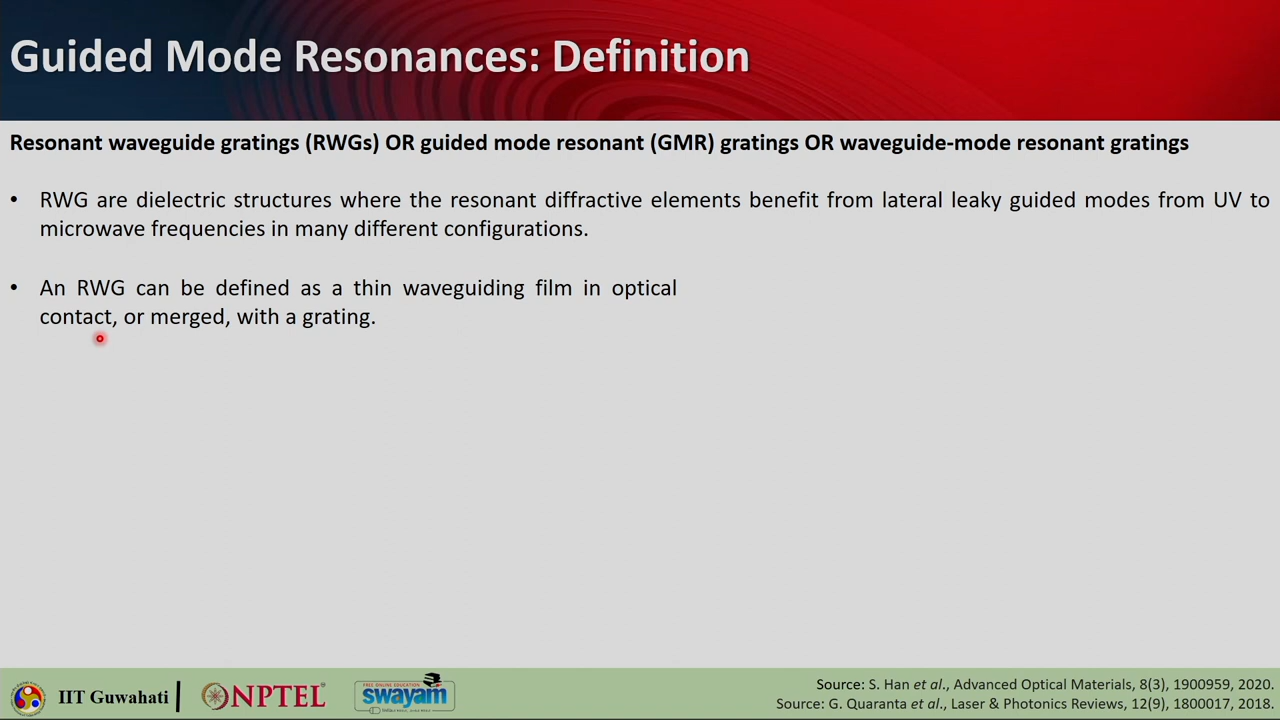 Guided Mode Resonances: Definition
Resonant waveguide gratings (RWGs) OR guided mode resonant (GMR) gratings OR waveguide-mode resonant gratings
• RWG are dielectric structures where the resonant diffractive elements benefit from lateral leaky guided modes from UV to
microwave frequencies in many different configurations.
• An RWG can be defined as a thin waveguiding film in optical
contact, or merged, with a grating.
IIT Guwahati
NPTEL
FREE ONLINE EDUCATION
swayam
Source: S. Han et al., Advanced Optical Materials, 8(3), 1900959, 2020.
Source: G. Quaranta et al., Laser & Photonics Reviews, 12(9), 1800017, 2018.